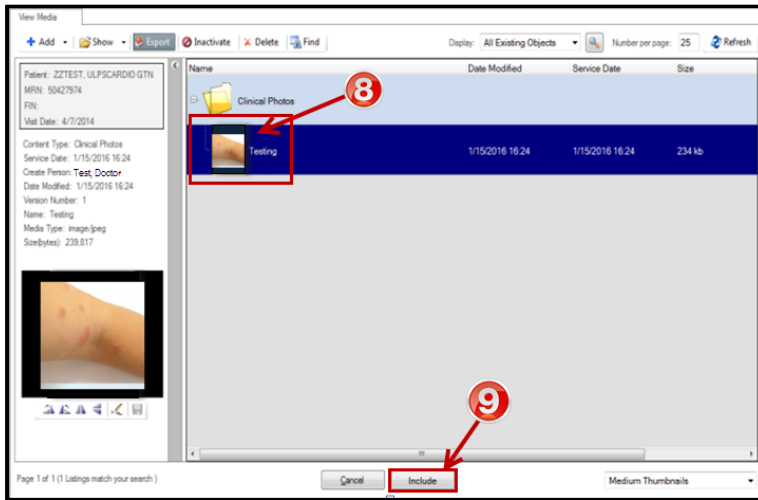 View Media
Add Show Export Inactivate Delete Find Display: All Existing Objects Number per page: 25 Refresh
Patient: ZZTEST, ULPSCARDIO GTN
MRN: 50427974
FIN:
Visit Date: 4/7/2014
Content Type: Clinical Photos
Service Date: 1/15/2016 16:24
Create Person: Test, Doctor
Date Modified: 1/15/2016 16:24
Version Number: 1
Name: Testing
Media Type: image/jpeg
Size(bytes): 239,817
Name Date Modified Service Date Size
Clinical Photos
8
Testing 1/15/2016 16:24 1/15/2016 16:24 234 kb
9
Page 1 of 1 (1 Listings match your search ) Cancel Include Medium Thumbnails